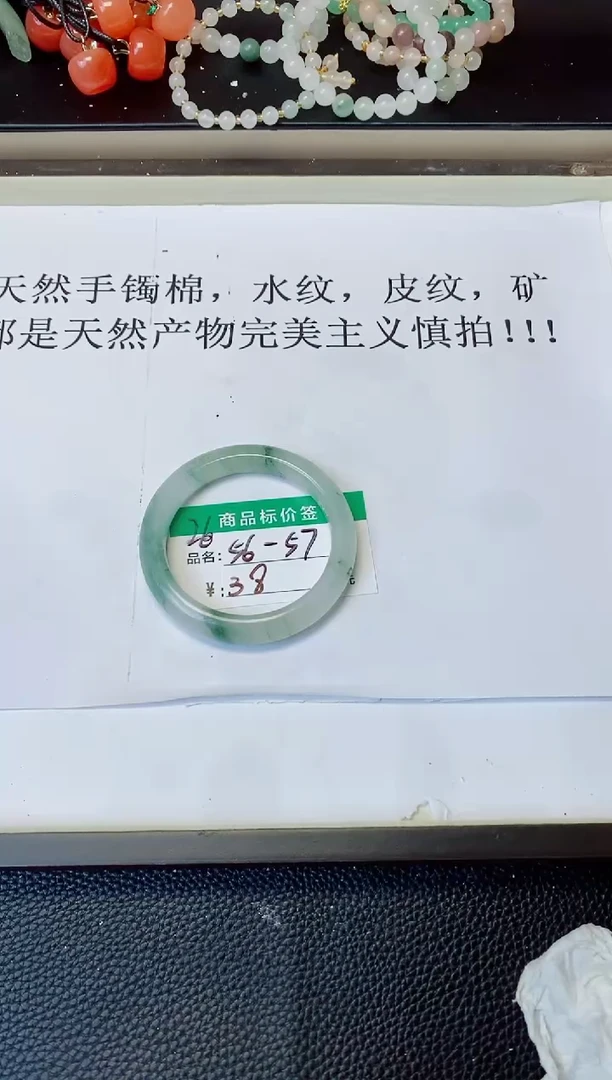 天然手镯棉，水纹，皮纹，矿
都是天然产物完美主义慎拍!!!
商品标价签
26
品名: 56-57
¥: 38